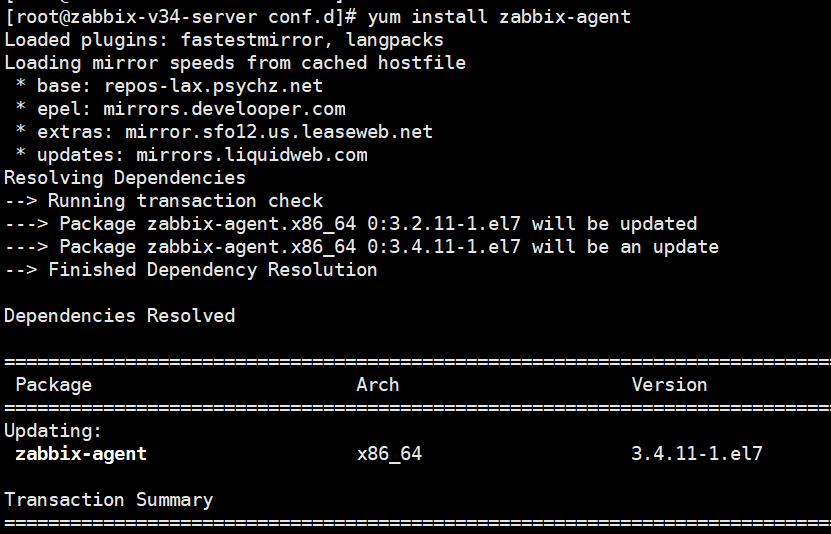 [root@zabbix-v34-server conf.d]# yum install zabbix-agent
Loaded plugins: fastestmirror, langpacks
Loading mirror speeds from cached hostfile
 * base: repos-lax.psychz.net
 * epel: mirrors.develooper.com
 * extras: mirror.sfo12.us.leaseweb.net
 * updates: mirrors.liquidweb.com
Resolving Dependencies
--> Running transaction check
---> Package zabbix-agent.x86_64 0:3.2.11-1.el7 will be updated
---> Package zabbix-agent.x86_64 0:3.4.11-1.el7 will be an update
--> Finished Dependency Resolution

Dependencies Resolved

================================================================================
 Package                        Arch                     Version
================================================================================
Updating:
 zabbix-agent                   x86_64                   3.4.11-1.el7

Transaction Summary
================================================================================